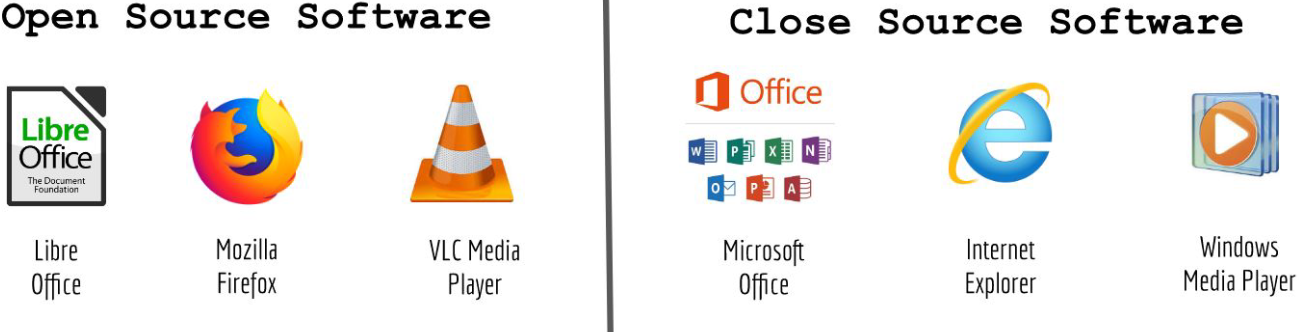 Open Source Software
Close Source Software
Libre
Office
The Document
Foundation
Office
W P X N
O P A
Libre
Office
Mozilla
Firefox
VLC Media
Player
Microsoft
Office
Internet
Explorer
Windows
Media Player